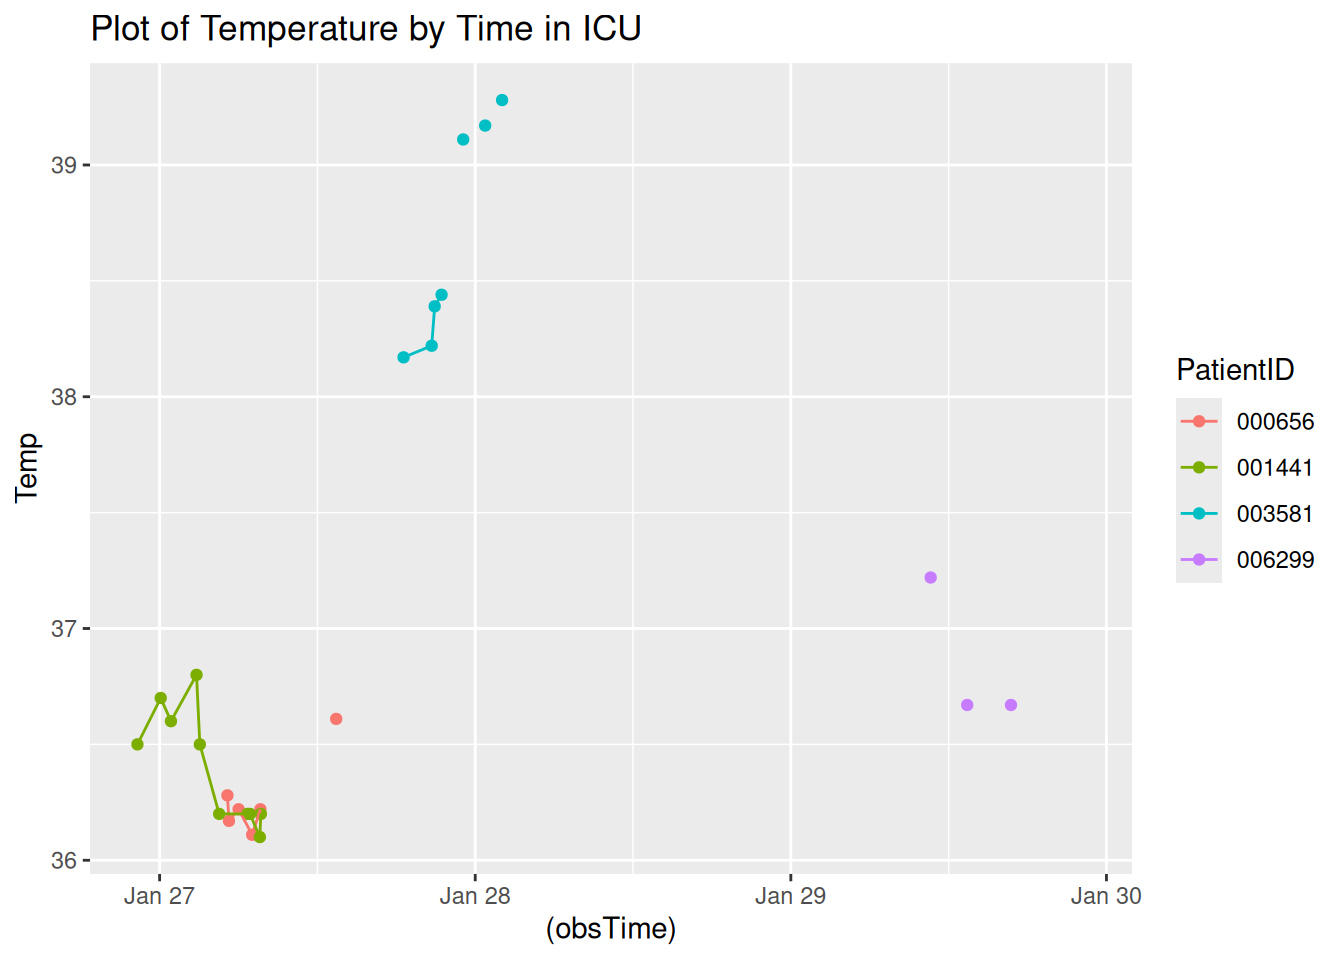 Plot of Temperature by Time in ICU
39
38
37
36
Temp
Jan 27
Jan 28
Jan 29
Jan 30
(obsTime)
PatientID
000656
001441
003581
006299